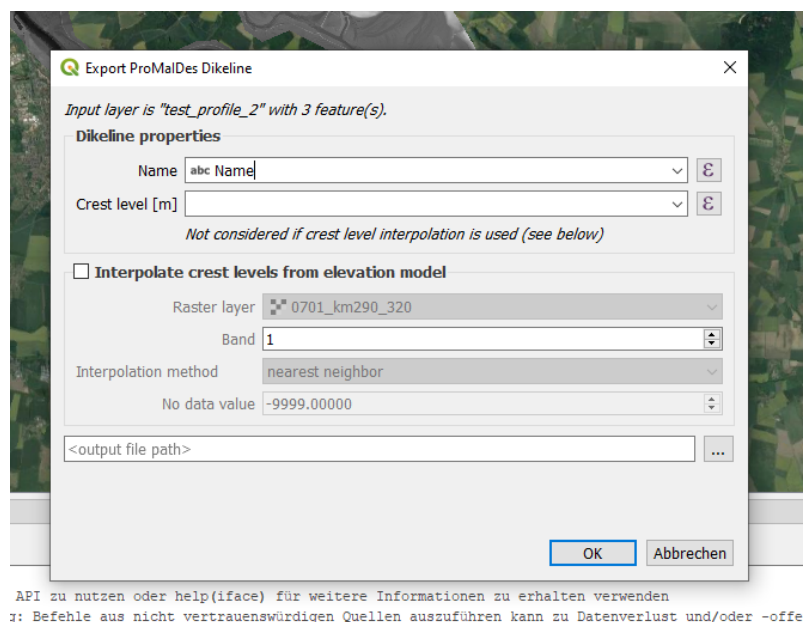 Export ProMaIDes Dikeline
Input layer is "test_profile_2" with 3 feature(s).
Dikeline properties
Name abc Name ε
Crest level [m] ε
Not considered if crest level interpolation is used (see below)
Interpolate crest levels from elevation model
Raster layer 0701_km290_320
Band 1
Interpolation method nearest neighbor
No data value -9999.00000
<output file path> ...
OK Abbrechen
API zu nutzen oder help(iface) für weitere Informationen zu erhalten verwenden
g: Befehle aus nicht vertrauenswürdigen Quellen auszuführen kann zu Datenverlust und/oder -offe